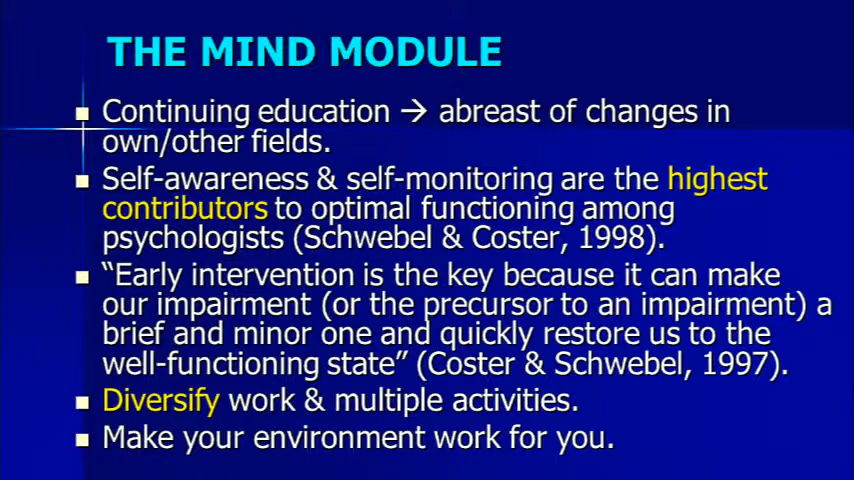 THE MIND MODULE
■ Continuing education → abreast of changes in
own/other fields.
■ Self-awareness & self-monitoring are the highest
contributors to optimal functioning among
psychologists (Schwebel & Coster, 1998).
■ “Early intervention is the key because it can make
our impairment (or the precursor to an impairment) a
brief and minor one and quickly restore us to the
well-functioning state” (Coster & Schwebel, 1997).
■ Diversify work & multiple activities.
■ Make your environment work for you.